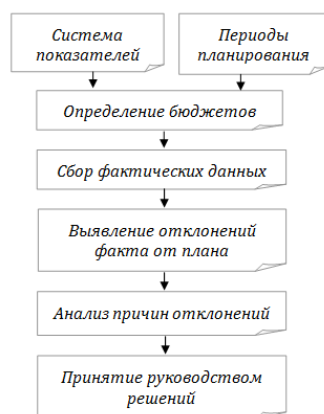 Система
показателей
Периоды
планирования
Определение бюджетов
Сбор фактических данных
Выявление отклонений
факта от плана
Анализ причин отклонений
Принятие руководством
решений